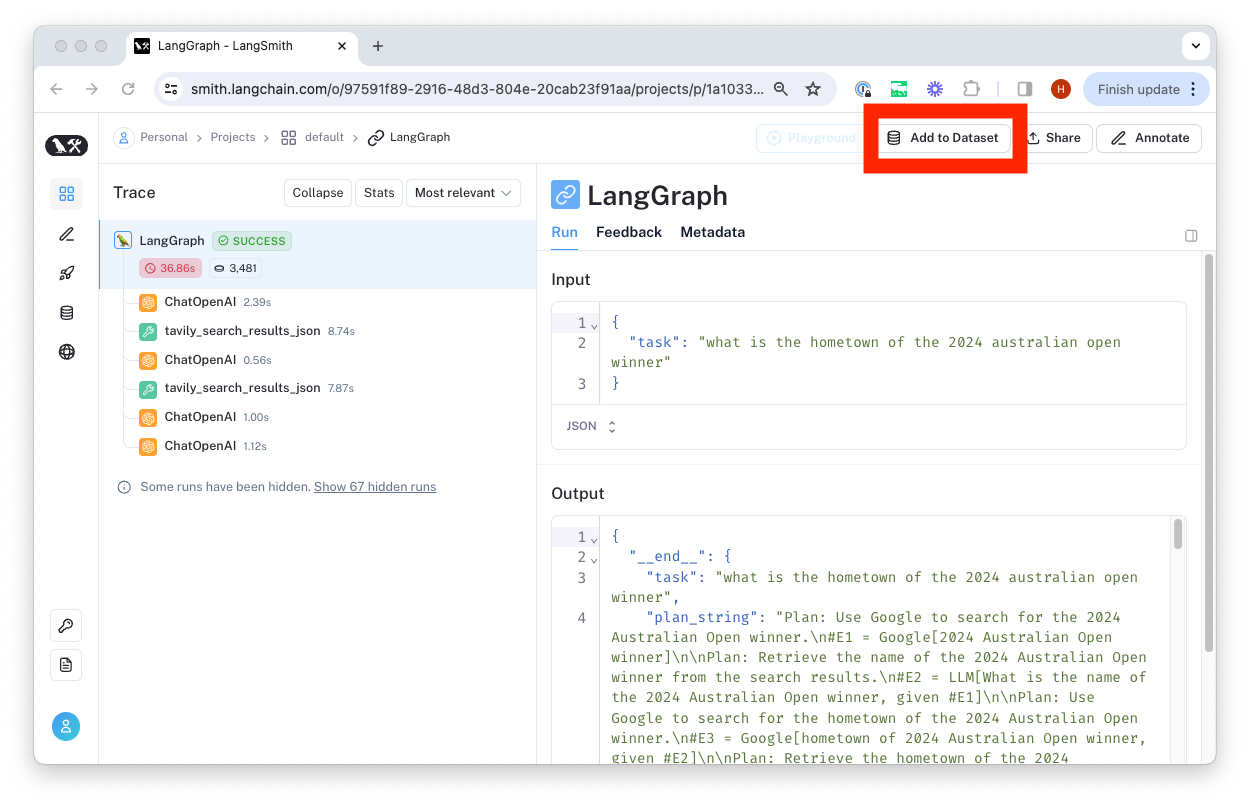 LangGraph - LangSmith
smith.langchain.com/o/97591f89-2916-48d3-804e-20cab23f91aa/projects/p/1a1033...
H
Finish update
Personal
Projects
default
LangGraph
Playground
Add to Dataset
Share
Annotate
Trace
Collapse
Stats
Most relevant
LangGraph
SUCCESS
36.86s
3,481
ChatOpenAI 2.39s
tavily_search_results_json 8.74s
ChatOpenAI 0.56s
tavily_search_results_json 7.87s
ChatOpenAI 1.00s
ChatOpenAI 1.12s
Some runs have been hidden. Show 67 hidden runs
LangGraph
Run Feedback Metadata
Input
1 {
2 "task": "what is the hometown of the 2024 australian open
winner"
3 }
JSON
Output
1 {
2 "__end__": {
3 "task": "what is the hometown of the 2024 australian open
winner",
4 "plan_string": "Plan: Use Google to search for the 2024
Australian Open winner.\n#E1 = Google[2024 Australian Open
winner]\n\nPlan: Retrieve the name of the 2024 Australian Open
winner from the search results.\n#E2 = LLM[What is the name of
the 2024 Australian Open winner, given #E1]\n\nPlan: Use
Google to search for the hometown of the 2024 Australian Open
winner.\n#E3 = Google[hometown of 2024 Australian Open winner,
given #E2]\n\nPlan: Retrieve the hometown of the 2024